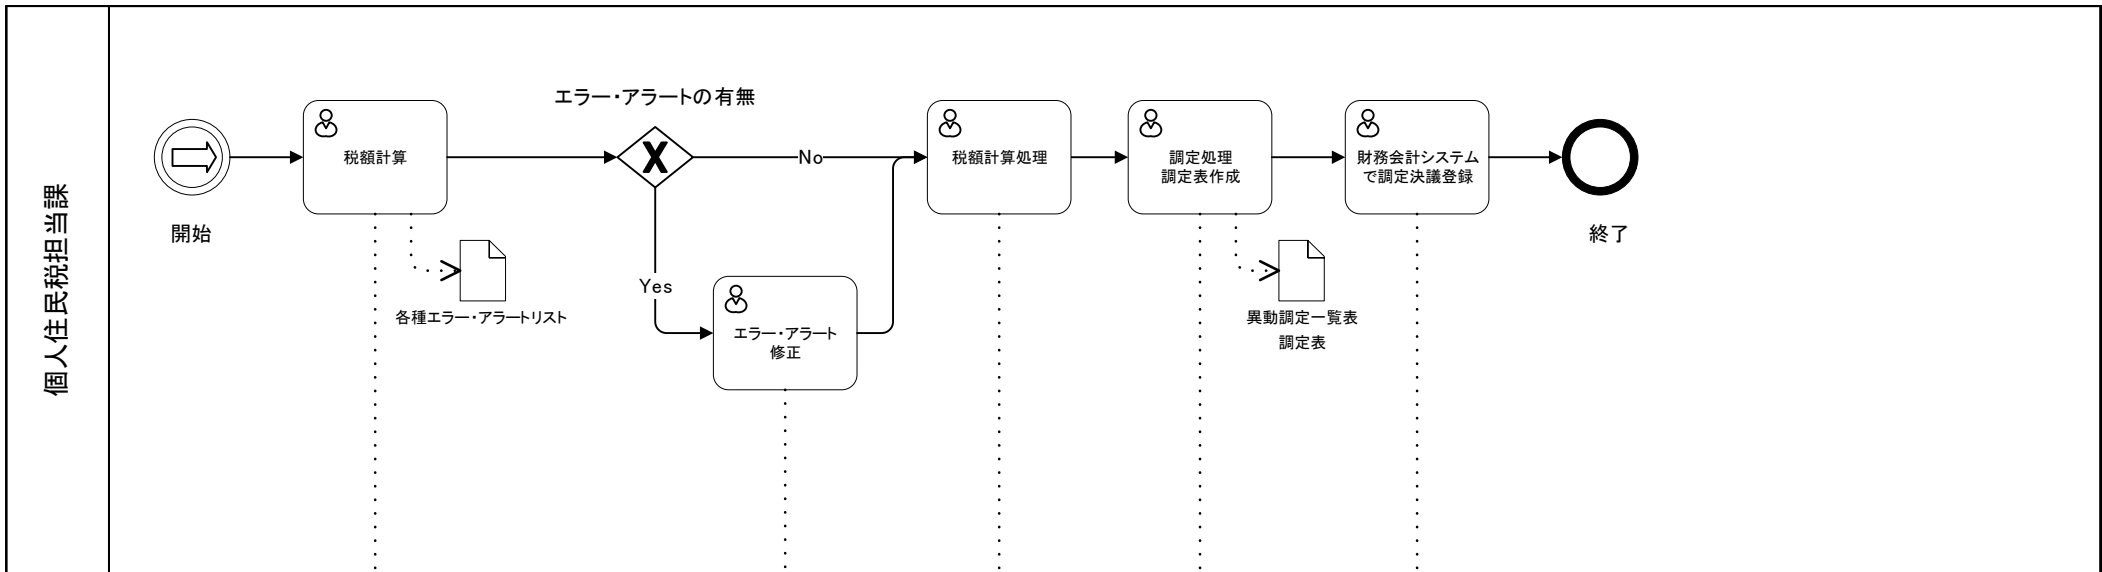 個人住民税担当課
開始
税額計算
各種エラー・アラートリスト
エラー・アラートの有無
No
Yes
エラー・アラート
修正
税額計算処理
調定処理
調定表作成
異動調定一覧表
調定表
財務会計システム
で調定決議登録
終了